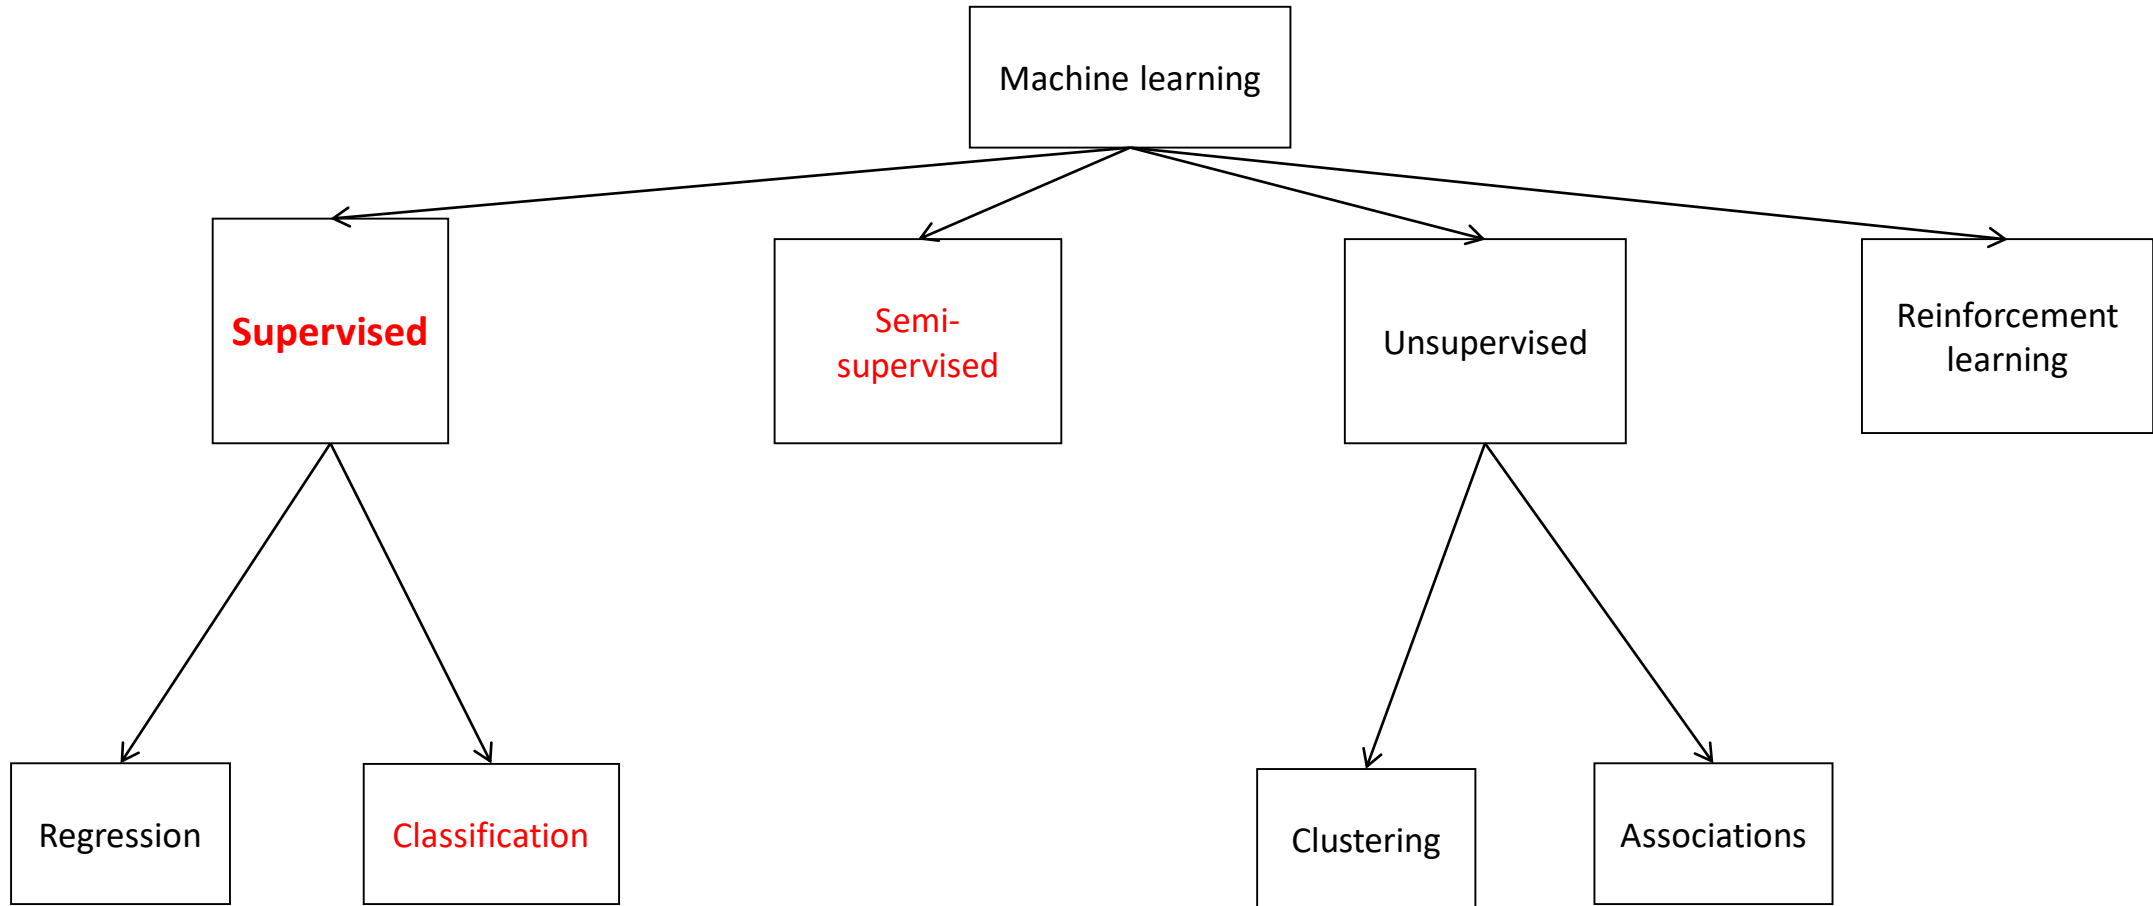 Machine learning
Supervised
Semi-
supervised
Unsupervised
Reinforcement
learning
Regression
Classification
Clustering
Associations